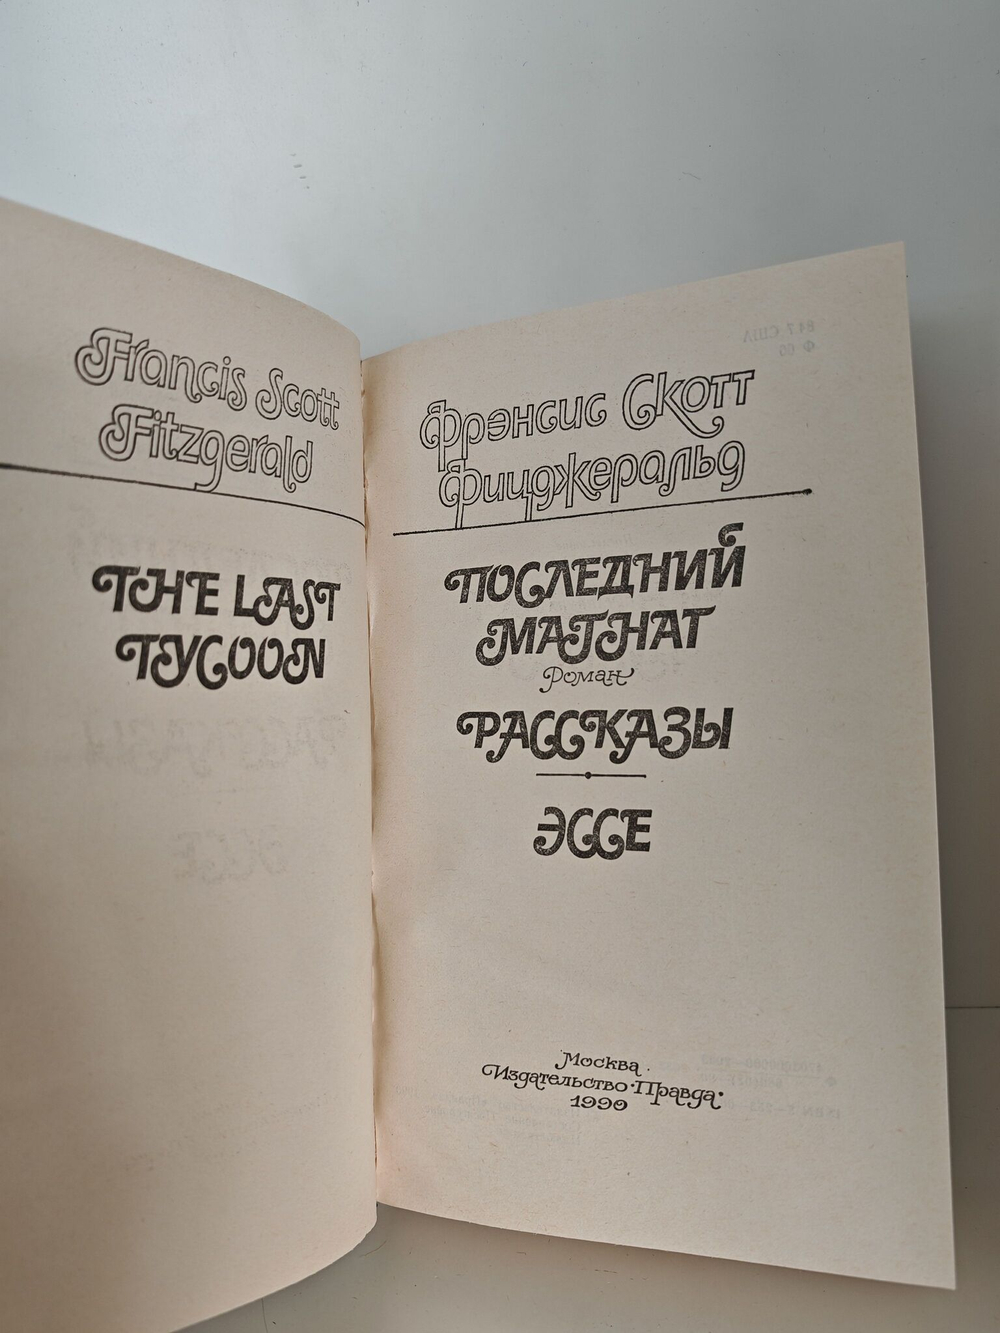 Francis Scott
Fitzgerald
THE LAST
TYCOON
Фрэнсис Скотт
Фицджеральд
ПОСЛЕДНИЙ
МАГНАТ
Роман
РАССКАЗЫ
ЭССЕ
Москва
Издательство·Правда·
1990